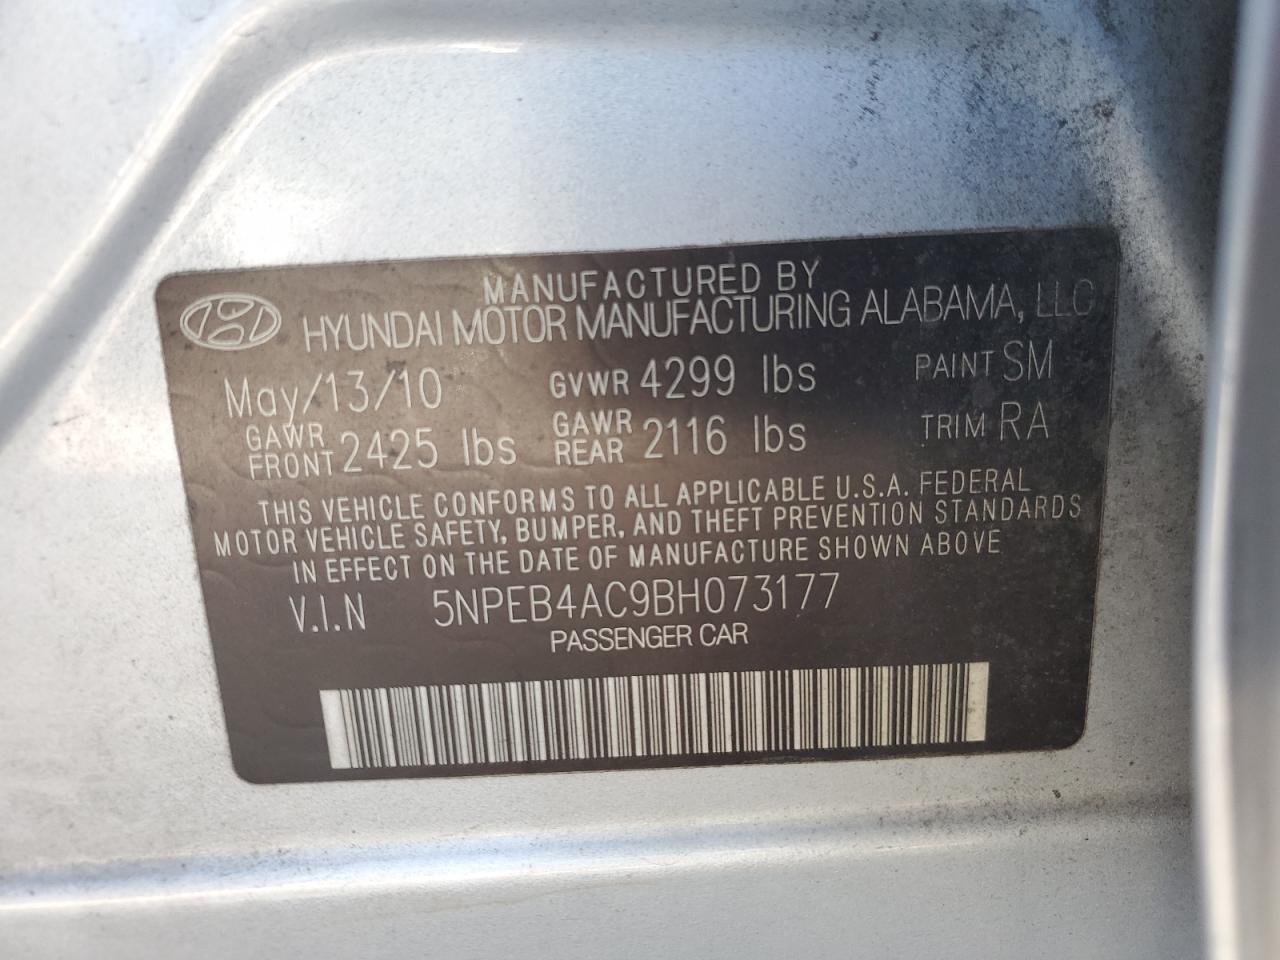 MANUFACTURED BY
HYUNDAI MOTOR MANUFACTURING ALABAMA, LLC
May/13/10 GVWR 4299 lbs PAINT SM
GAWR FRONT 2425 lbs GAWR REAR 2116 lbs TRIM RA
THIS VEHICLE CONFORMS TO ALL APPLICABLE U.S.A. FEDERAL
MOTOR VEHICLE SAFETY, BUMPER, AND THEFT PREVENTION STANDARDS
IN EFFECT ON THE DATE OF MANUFACTURE SHOWN ABOVE
V.I.N 5NPEB4AC9BH073177
PASSENGER CAR